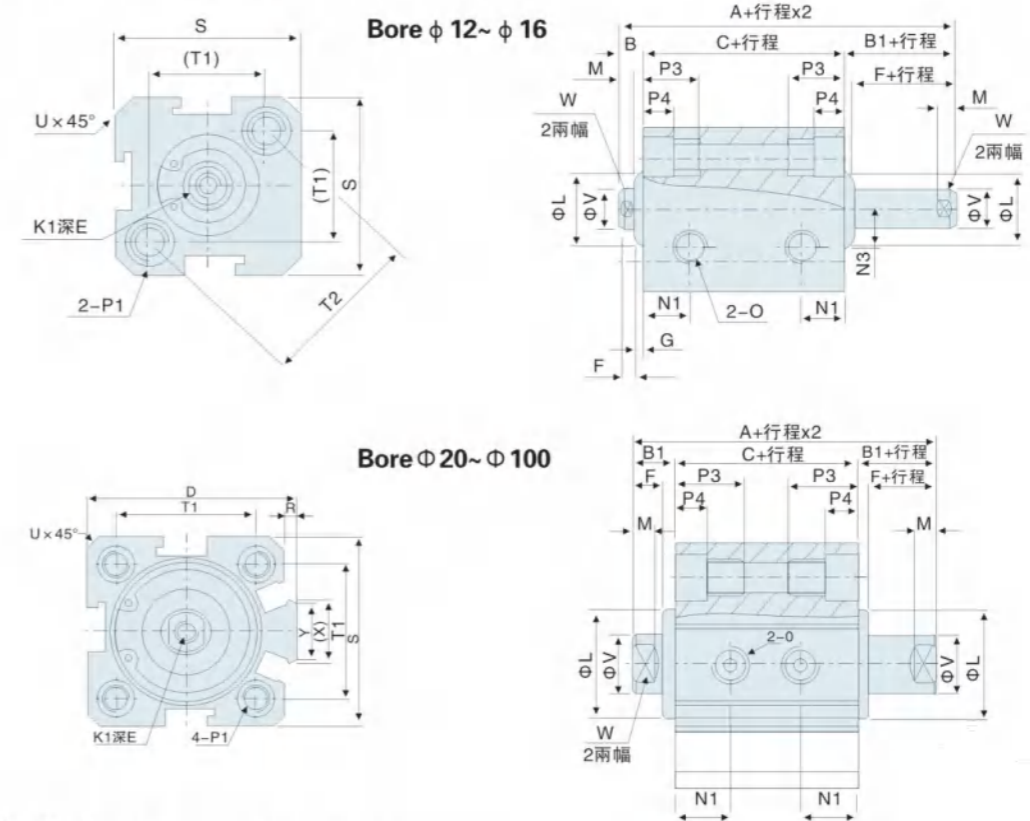 Bore ϕ 12~ ϕ 16
S
(T1)
U×45°
(T1)
S
K1深E
2-P1
T2
A+行程x2
B
C+行程
B1+行程
M
P3
P3
F+行程
P4
P4
M
W
2兩幅
W
2兩幅
ΦL
ΦV
ΦV
ΦL
N3
N1
2-O
N1
G
F
Bore Φ 20~ Φ 100
D
T1
R
U×45°
Y
(X)
T1
S
K1深E
4-P1
A+行程x2
B1
C+行程
B1+行程
F
P3
P3
F+行程
P4
P4
M
M
2-0
ΦL
ΦV
ΦV
ΦL
W
2兩幅
N1
N1